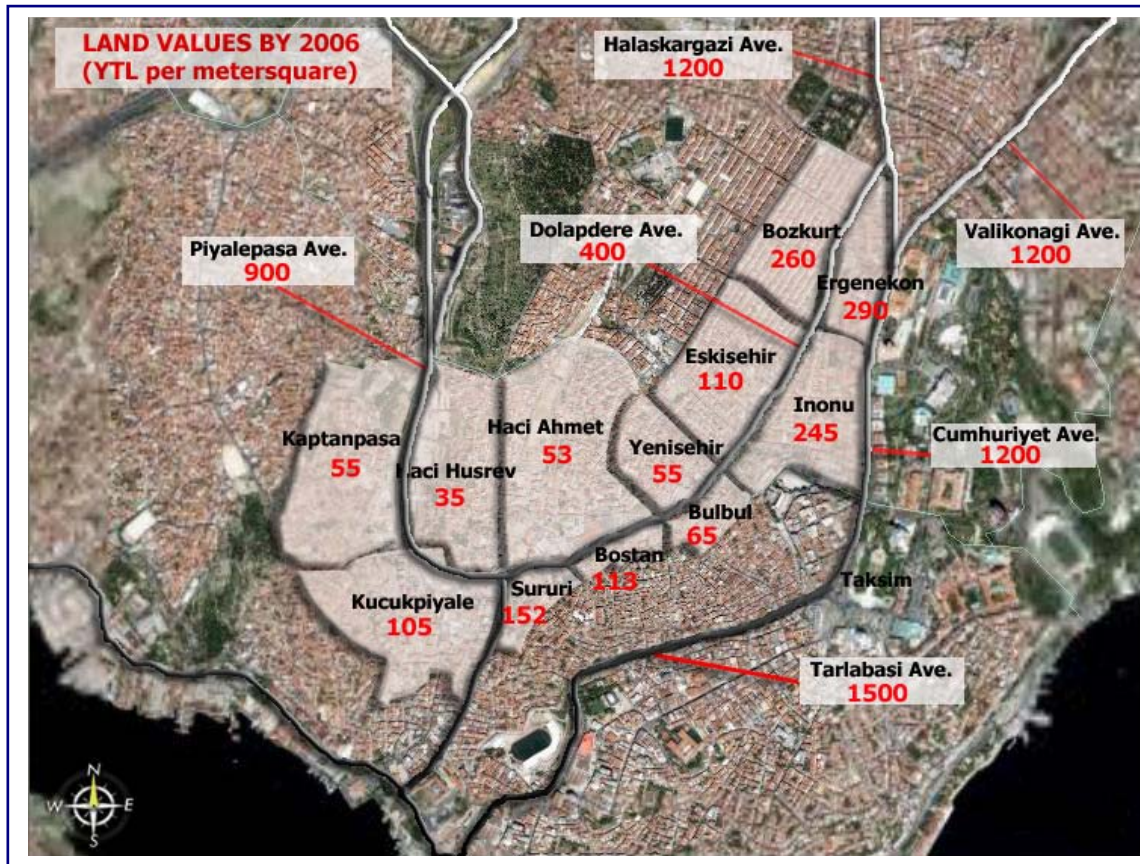 LAND VALUES BY 2006
(YTL per metersquare)
Halaskargazi Ave.
1200
Piyalepasa Ave.
900
Dolapdere Ave.
400
Bozkurt
260
Valikonagi Ave.
1200
Ergenekon
290
Eskisehir
110
Inonu
245
Kaptanpasa
55
Haci Husrev
35
Haci Ahmet
53
Yenisehir
55
Cumhuriyet Ave.
1200
Bulbul
65
Bostan
113
Sururi
152
Taksim
Kucukpiyale
105
Tarlabasi Ave.
1500
N
W
E
S